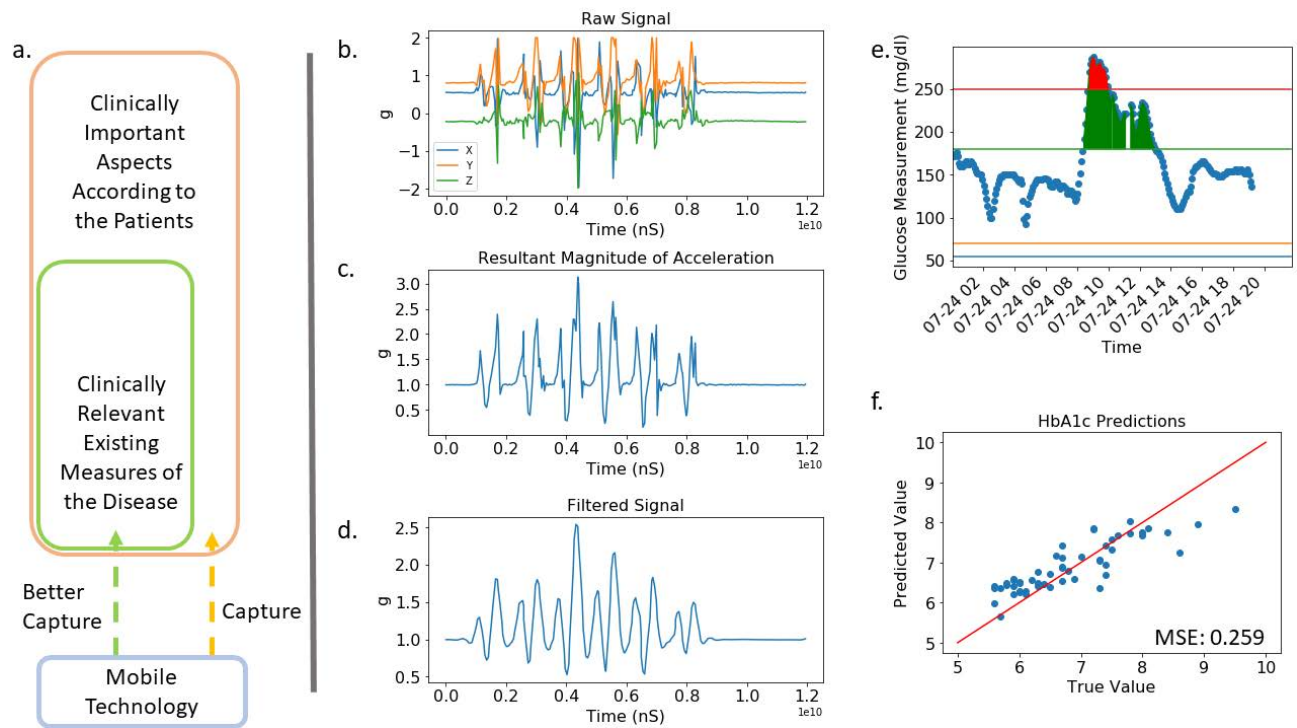 a.
Clinically
Important
Aspects
According to
the Patients
Clinically
Relevant
Existing
Measures of
the Disease
Better
Capture
Capture
Mobile
Technology
b.
Raw Signal
2
1
0
−1
−2
g
X
Y
Z
0.0 0.2 0.4 0.6 0.8 1.0 1.2
1e10
Time (nS)
c.
Resultant Magnitude of Acceleration
3.0
2.5
2.0
1.5
1.0
0.5
g
0.0 0.2 0.4 0.6 0.8 1.0 1.2
1e10
Time (nS)
d.
Filtered Signal
2.5
2.0
1.5
1.0
0.5
g
0.0 0.2 0.4 0.6 0.8 1.0 1.2
1e10
Time (nS)
e.
Glucose Measurement (mg/dl)
250
200
150
100
50
07-24 02
07-24 04
07-24 06
07-24 08
07-24 10
07-24 12
07-24 14
07-24 16
07-24 18
07-24 20
Time
f.
HbA1c Predictions
10
9
8
7
6
5
Predicted Value
MSE: 0.259
5 6 7 8 9 10
True Value